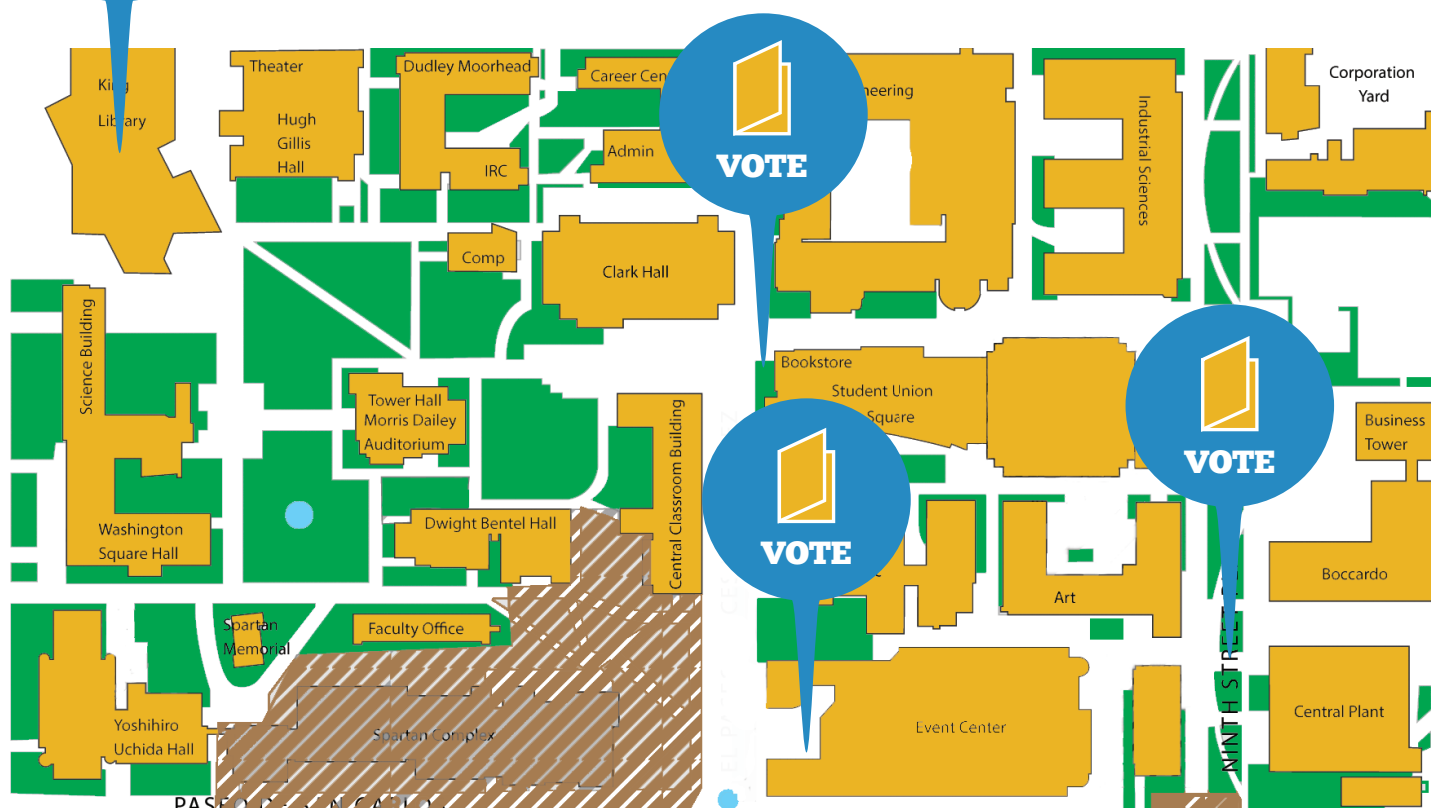 King
Library
Theater
Hugh
Gillis
Hall
Dudley Moorhead
IRC
Career Cen
Admin
VOTE
neering
Industrial Sciences
Corporation
Yard
Comp
Clark Hall
Science Building
Tower Hall
Morris Dailey
Auditorium
Bookstore
Student Union
Square
VOTE
Business
Tower
Central Classroom Building
VOTE
Washington
Square Hall
Dwight Bentel Hall
Boccardo
Art
Spartan
Memorial
Faculty Office
NINTH STREET
Yoshihiro
Uchida Hall
Spartan Complex
Event Center
Central Plant